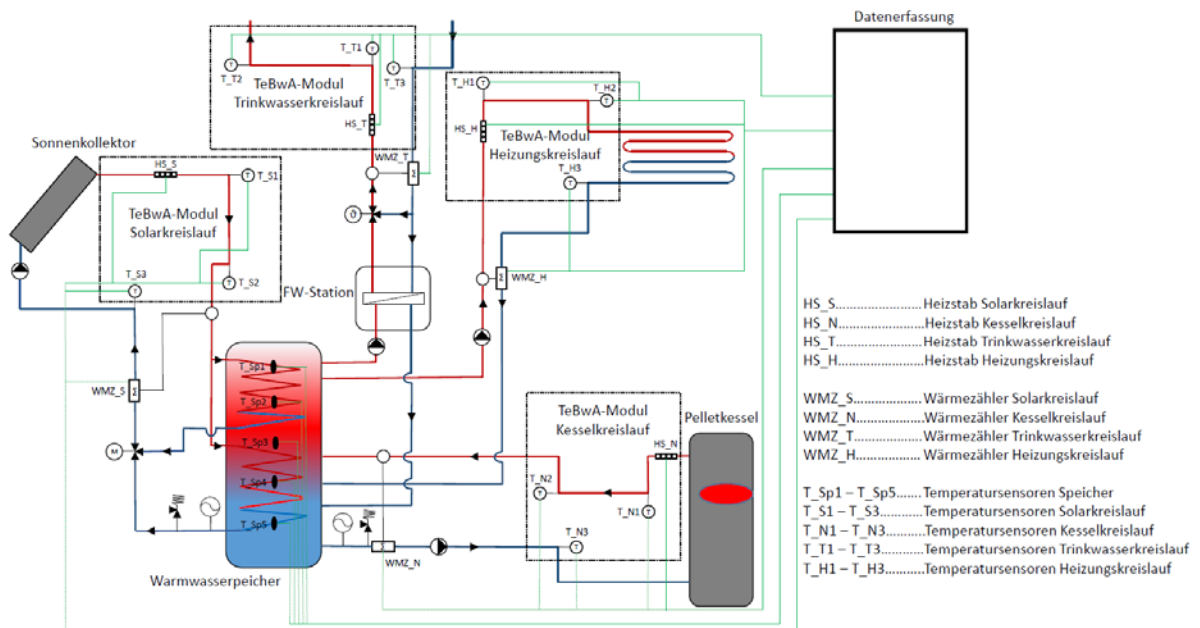 Datenerfassung
T_T1
T_T2
T_T3
TeBwA-Modul
Trinkwasserkreislauf
HS_T
WMZ_T
Σ
ϑ
T_H1
T_H2
HS_H
TeBwA-Modul
Heizungskreislauf
T_H3
Σ
WMZ_H
Sonnenkollektor
HS_S
T_S1
TeBwA-Modul
Solarkreislauf
T_S3
T_S2
FW-Station
WMZ_S
Σ
M
T_Sp1
T_Sp2
T_Sp3
T_Sp4
T_Sp5
Warmwasserpeicher
TeBwA-Modul
Kesselkreislauf
Pelletkessel
HS_N
T_N2
T_N1
T_N3
Σ
WMZ_N
T
T
T
T
T
T
T
T
T
T
T
T
HS_S...................... Heizstab Solarkreislauf
HS_N...................... Heizstab Kesselkreislauf
HS_T...................... Heizstab Trinkwasserkreislauf
HS_H...................... Heizstab Heizungskreislauf
WMZ_S................... Wärmezähler Solarkreislauf
WMZ_N.................. Wärmezähler Kesselkreislauf
WMZ_T................... Wärmezähler Trinkwasserkreislauf
WMZ_H.................. Wärmezähler Heizungskreislauf
T_Sp1 – T_Sp5....... Temperatursensoren Speicher
T_S1 – T_S3............ Temperatursensoren Solarkreislauf
T_N1 – T_N3.......... Temperatursensoren Kesselkreislauf
T_T1 – T_T3............ Temperatursensoren Trinkwasserkreislauf
T_H1 – T_H3.......... Temperatursensoren Heizungskreislauf